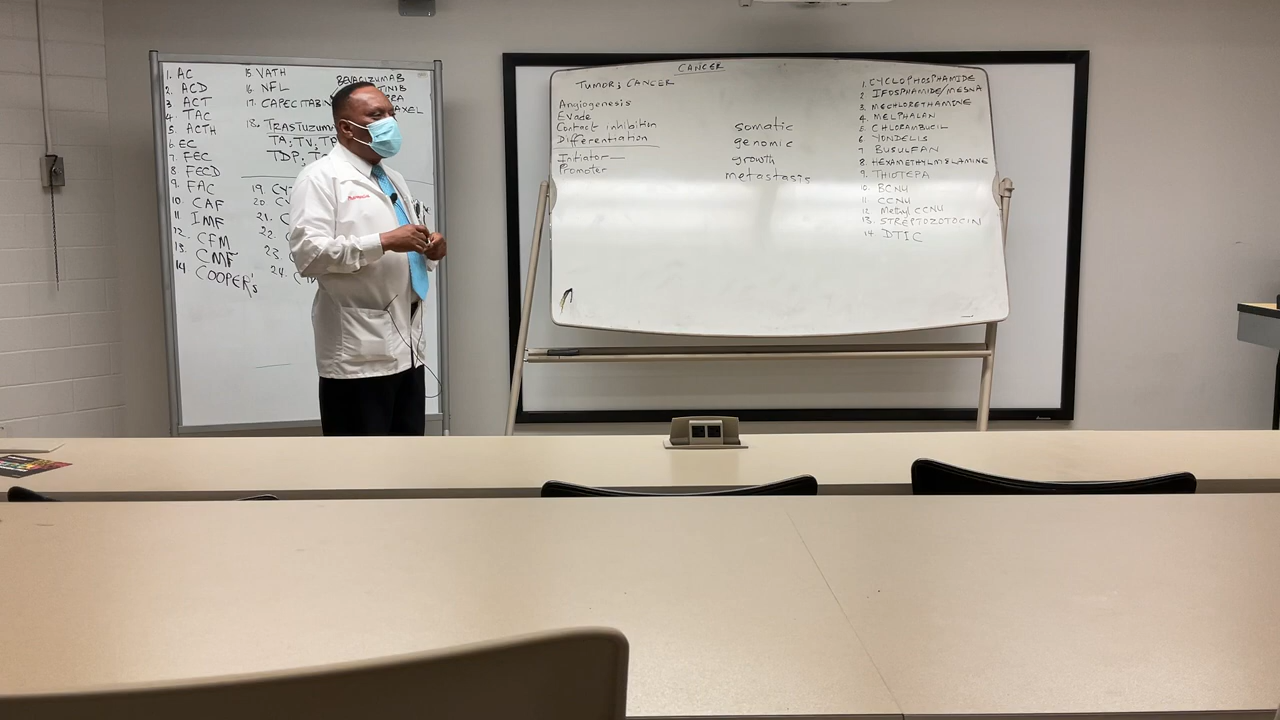 1. AC
2. ACD
3 ACT
4 TAC
5. ACTH
6. EC
7. FEC
8. FECD
9. FAC
10. CAF
11. IMF
12. CFM
13. CMF
14 COOPER's
15. VATH
16. NFL
17. CAPECITABIN
18. TRASTUZUMA
TA, TV, TP
TDP,
19. CY
20.
21. C
22.
23.
24.
BEVACIZUMAB
TINIB
AXEL
CANCER
TUMOR; CANCER
Angiogenesis
Evade
Contact inhibition
Differentiation
Initiator—
Promoter
somatic
genomic
growth
metastasis
1. CYCLOPHOSPHAMIDE
2 IFOSPHAMIDE/MESNA
3. MECHLORETHAMINE
4. MELPHALAN
5. CHLORAMBUCIL
6. YONDELIS
7. BUSULFAN
8. HEXAMETHYLMELAMINE
9. THIOTEPA
10. BCNU
11. CCNU
12. Methyl CCNU
13. STREPTOZOTOCIN
14 DTIC